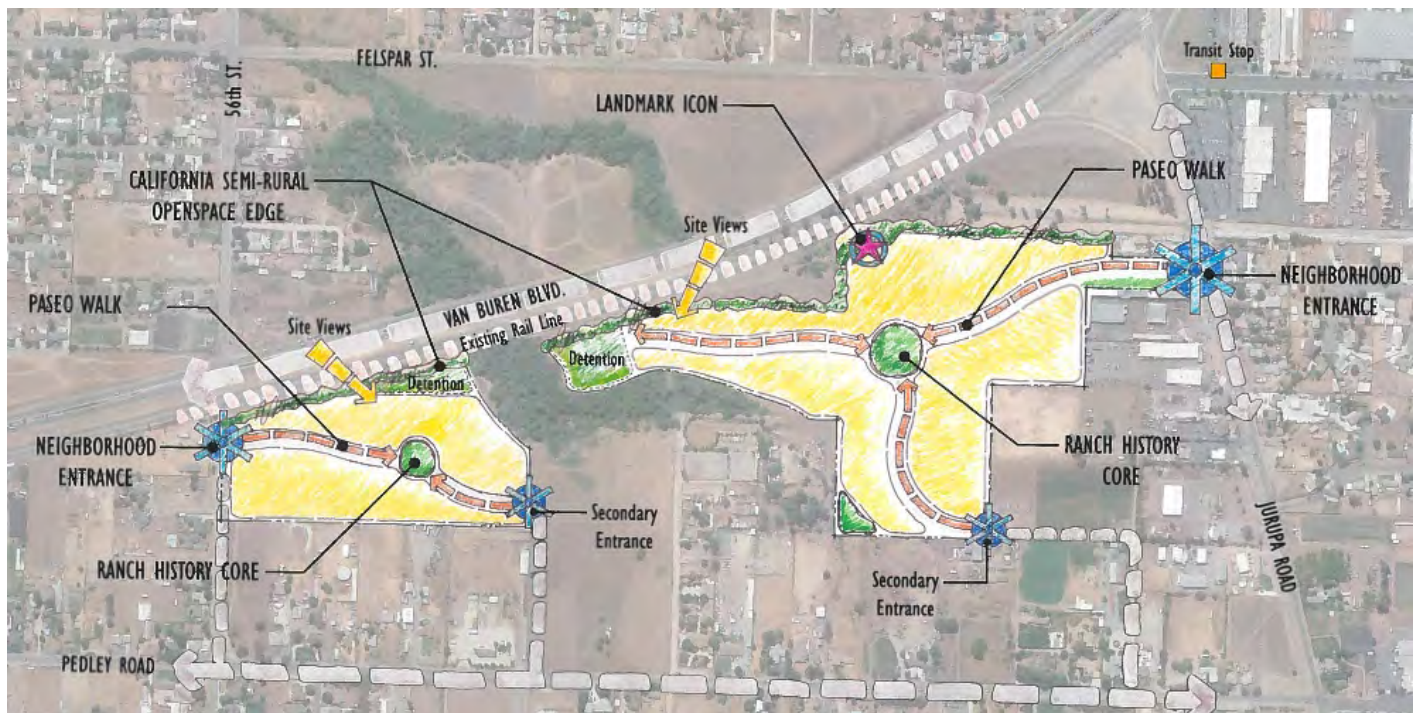 FELSPAR ST.
56th ST.
Transit Stop
LANDMARK ICON
PASEO WALK
CALIFORNIA SEMI-RURAL
OPENSPACE EDGE
Site Views
NEIGHBORHOOD
ENTRANCE
PASEO WALK
VAN BUREN BLVD.
Existing Rail Line
Site Views
Detention
Detention
NEIGHBORHOOD
ENTRANCE
RANCH HISTORY
CORE
Secondary
Entrance
RANCH HISTORY CORE
Secondary
Entrance
JURUPA ROAD
PEDLEY ROAD